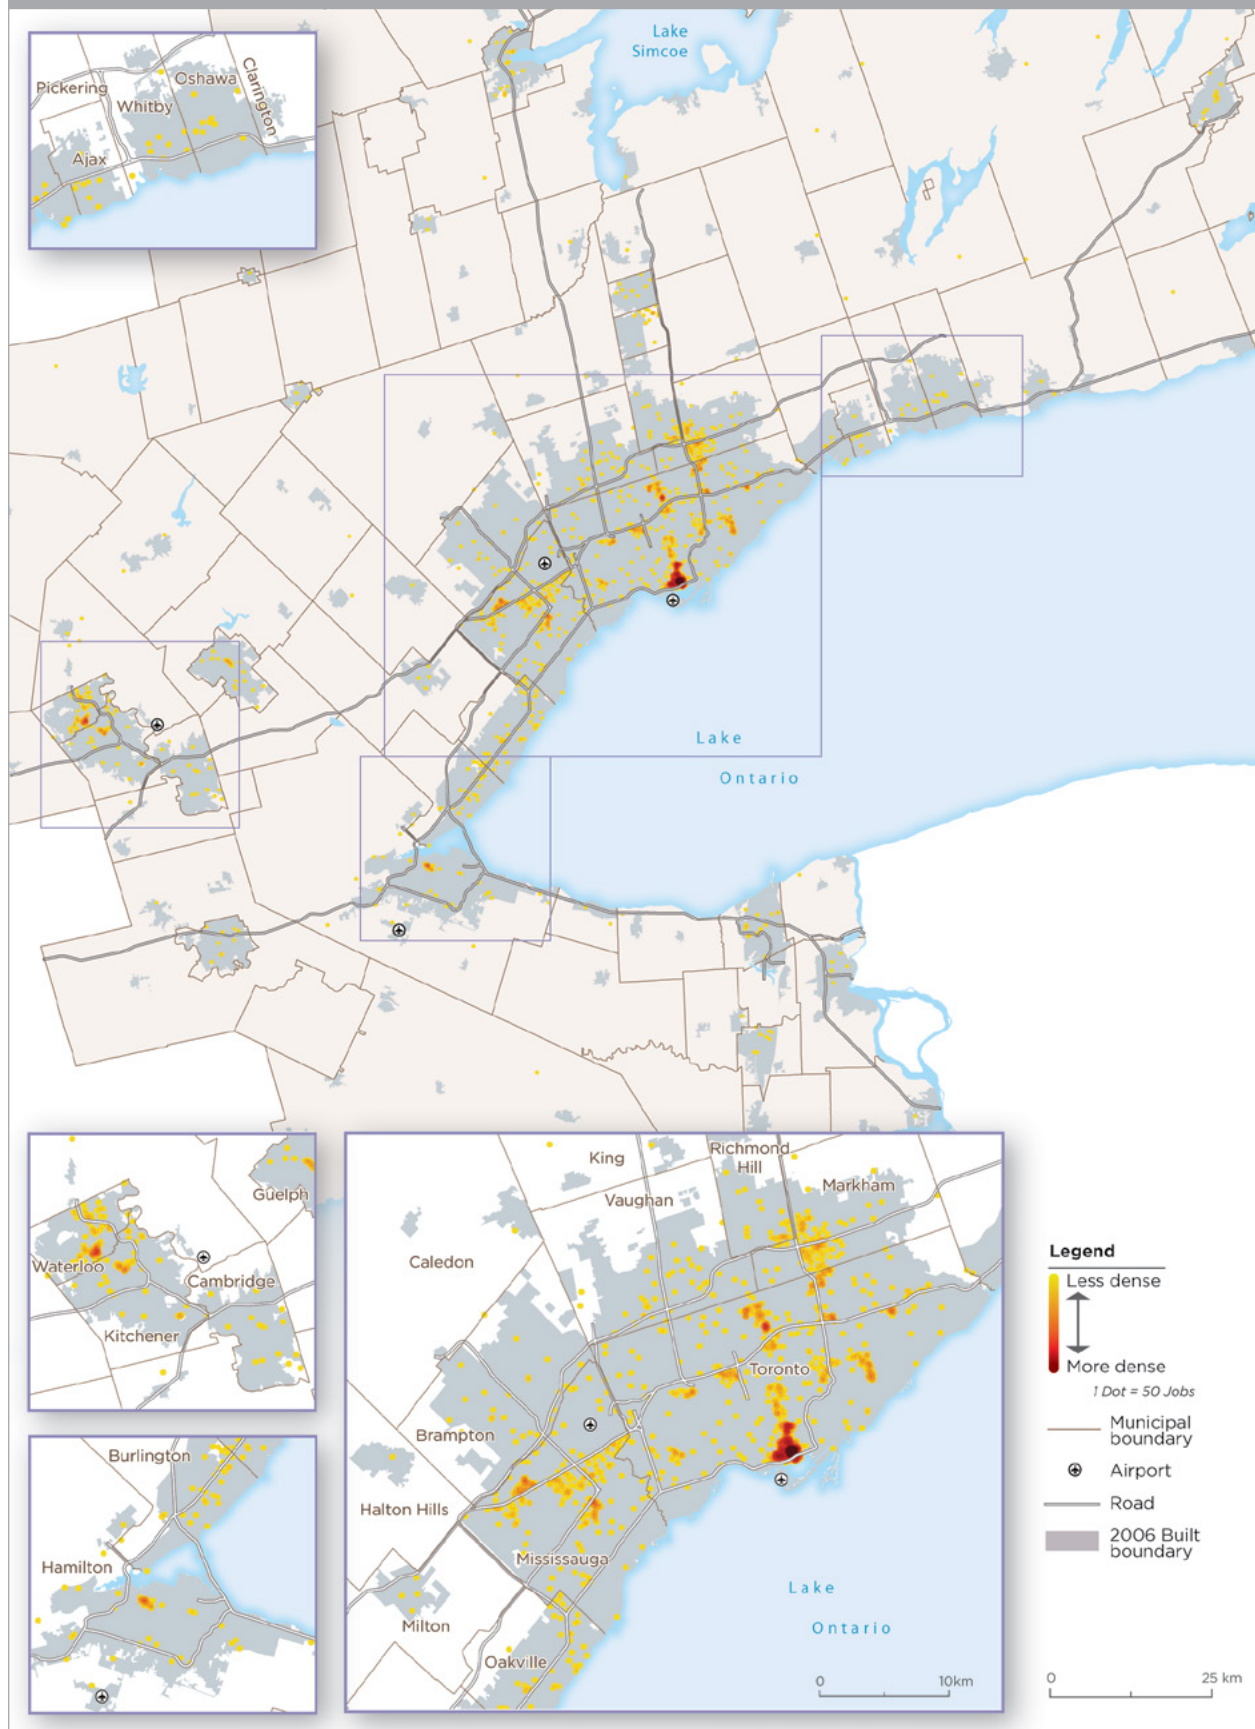 Lake
Simcoe
Pickering
Oshawa
Clarington
Whitby
Ajax
Lake
Ontario
Guelph
Waterloo
Cambridge
Kitchener
Burlington
Hamilton
King
Richmond
Hill
Vaughan
Markham
Caledon
Toronto
Brampton
Halton Hills
Mississauga
Milton
Oakville
Lake
Ontario
0
10km
Legend
Less dense
More dense
1 Dot = 50 Jobs
Municipal
boundary
Airport
Road
2006 Built
boundary
0
25 km